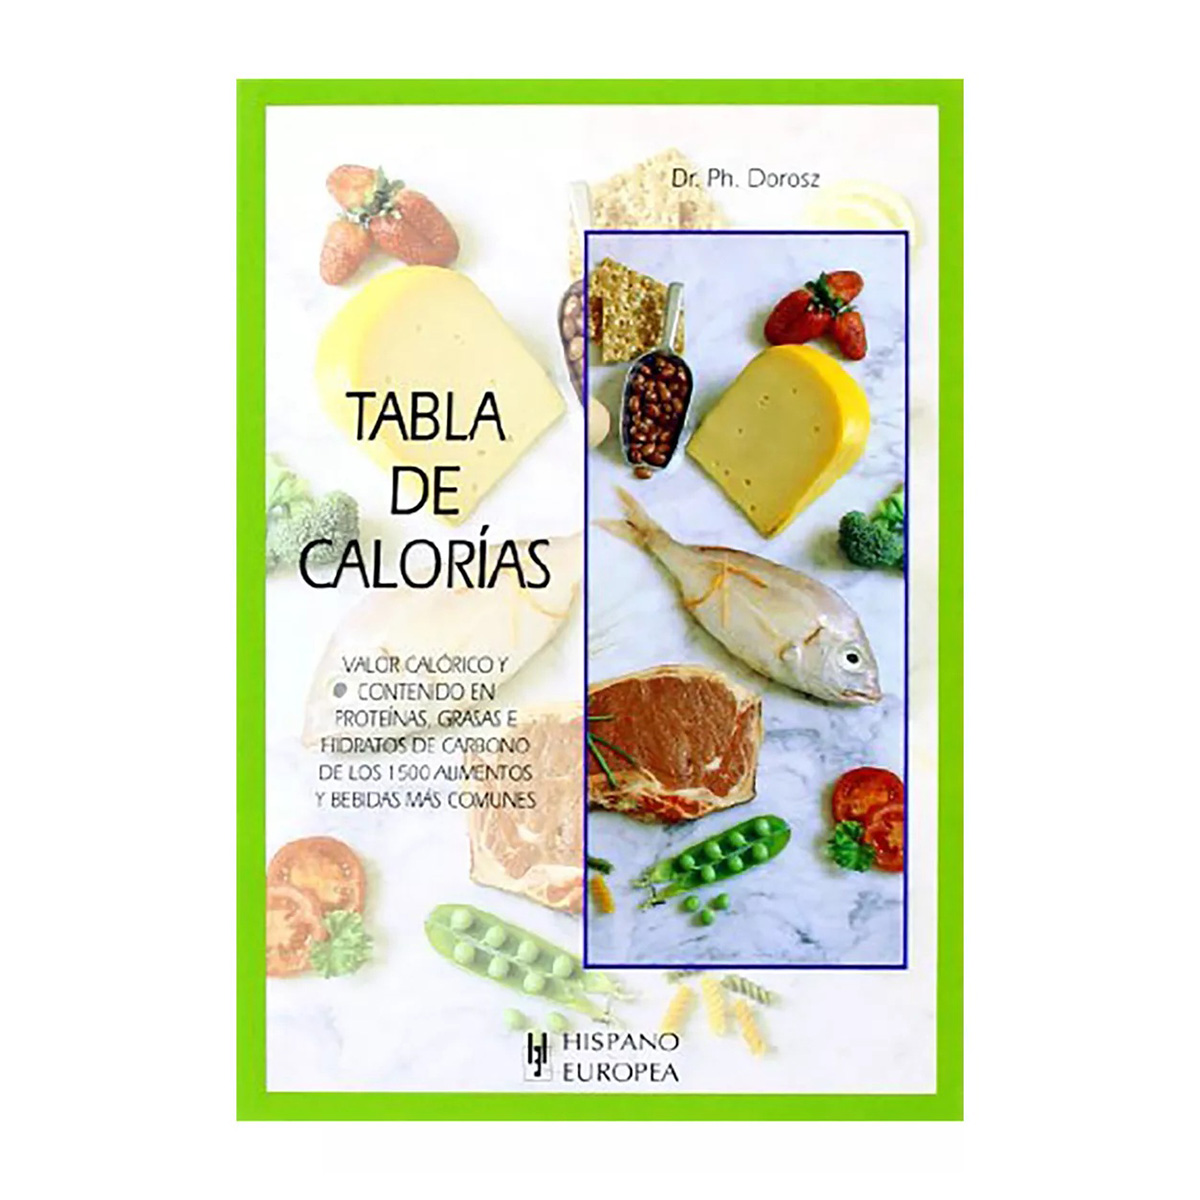 Dr. Ph. Dorosz
TABLA
DE
CALORÍAS
VALOR CALÓRICO Y
CONTENDO EN
PROTEÍNAS, GRASAS E
HIDRATOS DE CARBONO
DE LOS 1500 ALIMENTOS
Y BEBIDAS MÁS COMUNES
HISPANO
EUROPEA